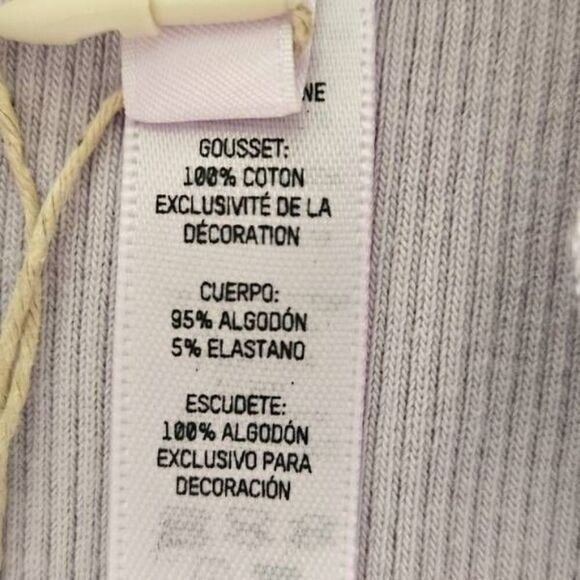 NE
GOUSSET:
100% COTON
EXCLUSIVITÉ DE LA
DÉCORATION
CUERPO:
95% ALGODÓN
5% ELASTANO
ESCUDETE:
100% ALGODÓN
EXCLUSIVO PARA
DECORACIÓN